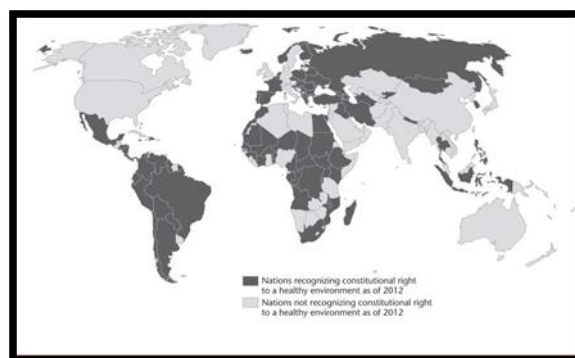 Nations recognizing constitutional right
to a healthy environment as of 2012
Nations not recognizing constitutional right
to a healthy environment as of 2012